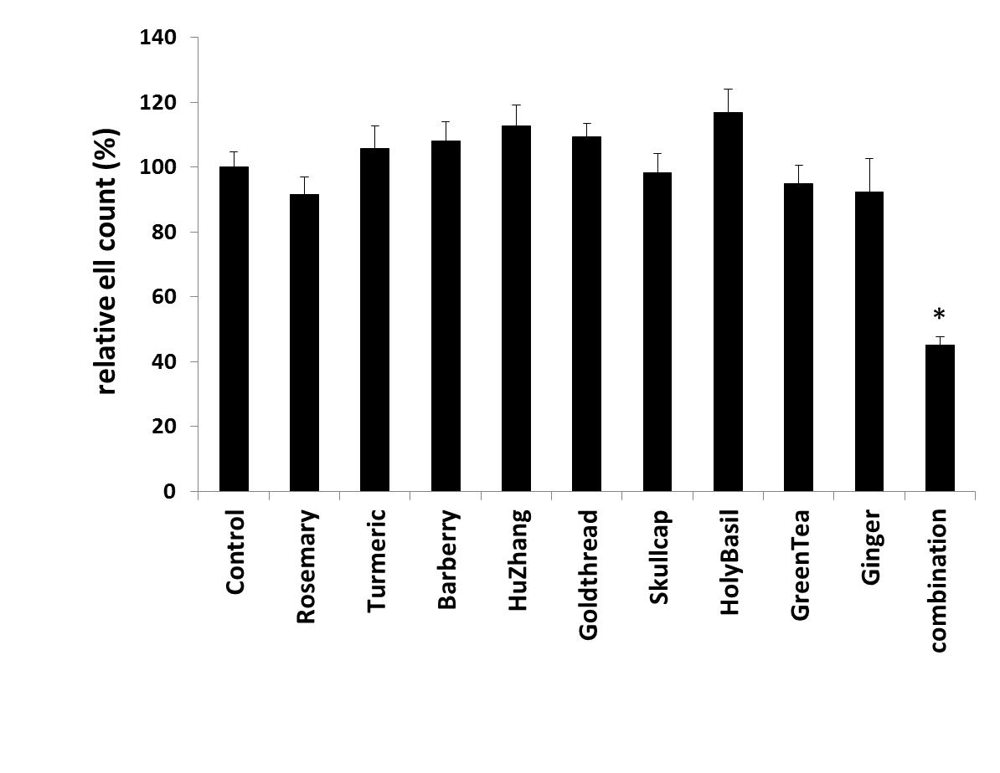 relative ell count (%)
140
120
100
80
60
40
20
0
*
Control
Rosemary
Turmeric
Barberry
HuZhang
Goldthread
Skullcap
HolyBasil
GreenTea
Ginger
combination